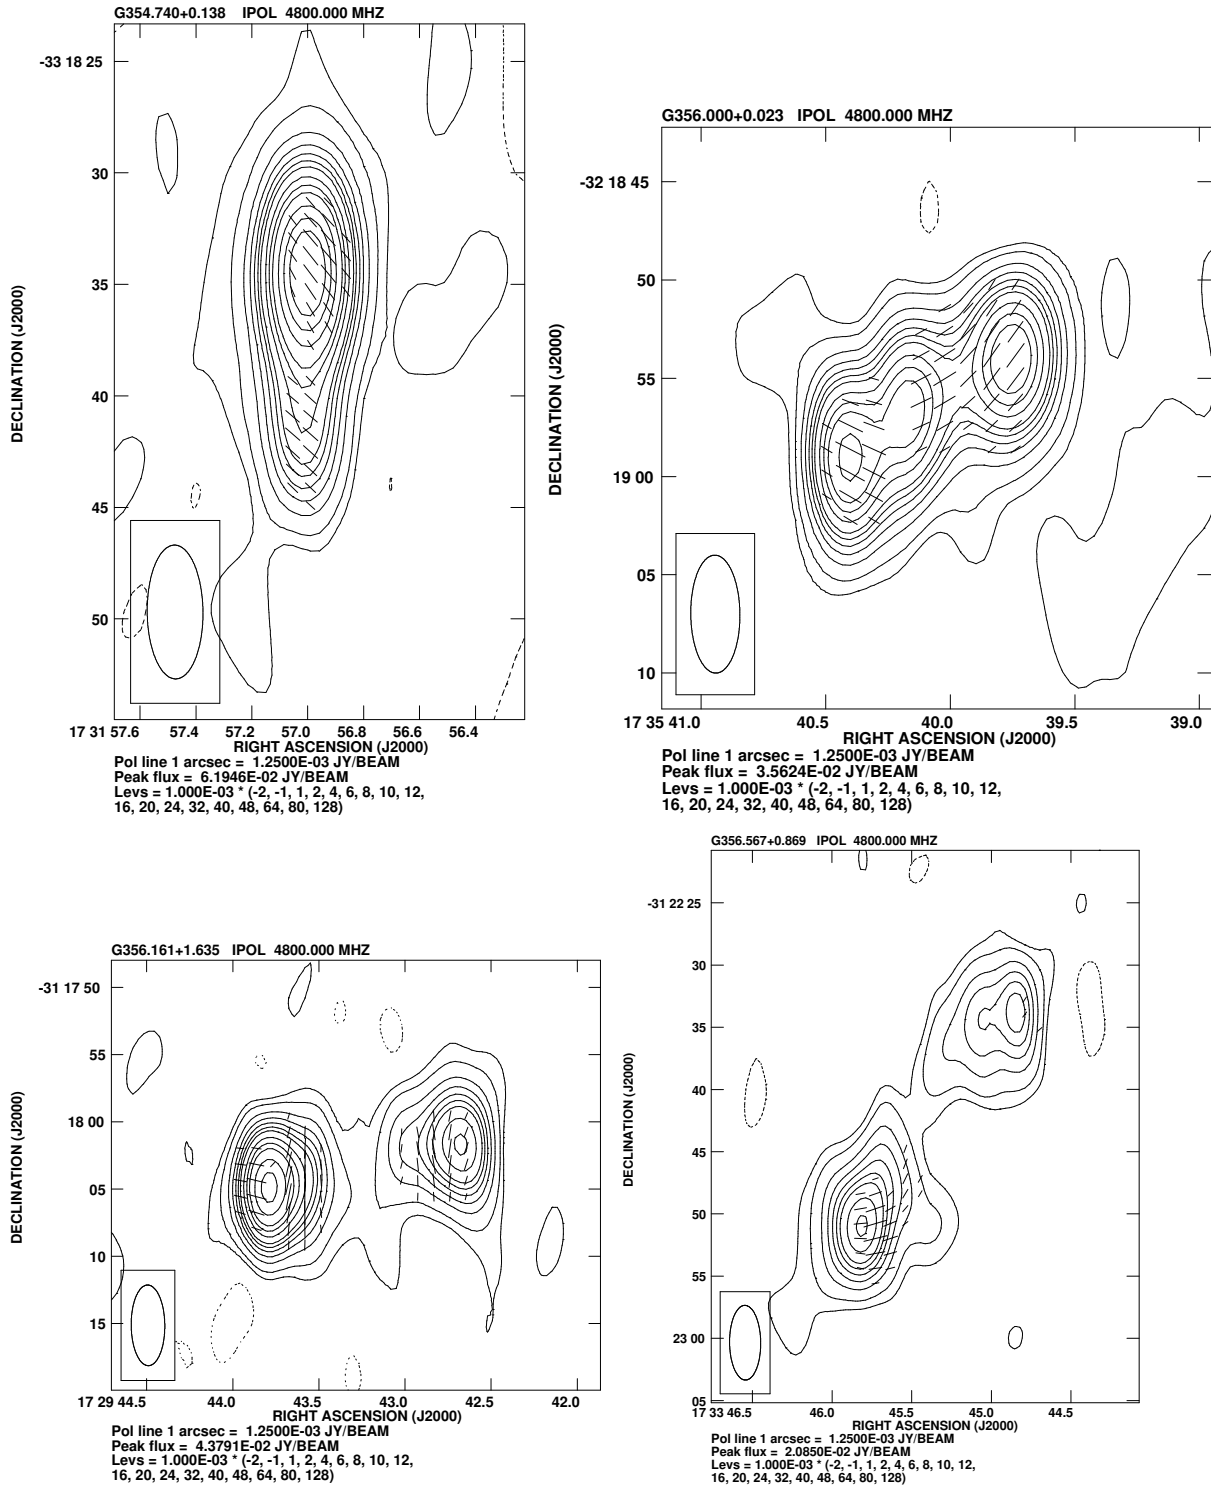 G354.740+0.138 IPOL 4800.000 MHZ
-33 18 25
30
35
40
45
50
DECLINATION (J2000)
17 31 57.6 57.4 57.2 57.0 56.8 56.6 56.4
RIGHT ASCENSION (J2000)
Pol line 1 arcsec = 1.2500E-03 JY/BEAM
Peak flux = 6.1946E-02 JY/BEAM
Levs = 1.000E-03 * (-2, -1, 1, 2, 4, 6, 8, 10, 12,
16, 20, 24, 32, 40, 48, 64, 80, 128)
G356.000+0.023 IPOL 4800.000 MHZ
-32 18 45
50
55
19 00
05
10
DECLINATION (J2000)
17 35 41.0 40.5 40.0 39.5 39.0
RIGHT ASCENSION (J2000)
Pol line 1 arcsec = 1.2500E-03 JY/BEAM
Peak flux = 3.5624E-02 JY/BEAM
Levs = 1.000E-03 * (-2, -1, 1, 2, 4, 6, 8, 10, 12,
16, 20, 24, 32, 40, 48, 64, 80, 128)
G356.161+1.635 IPOL 4800.000 MHZ
-31 17 50
55
18 00
05
10
15
DECLINATION (J2000)
17 29 44.5 44.0 43.5 43.0 42.5 42.0
RIGHT ASCENSION (J2000)
Pol line 1 arcsec = 1.2500E-03 JY/BEAM
Peak flux = 4.3791E-02 JY/BEAM
Levs = 1.000E-03 * (-2, -1, 1, 2, 4, 6, 8, 10, 12,
16, 20, 24, 32, 40, 48, 64, 80, 128)
G356.567+0.869 IPOL 4800.000 MHZ
-31 22 25
30
35
40
45
50
55
23 00
05
DECLINATION (J2000)
17 33 46.5 46.0 45.5 45.0 44.5
RIGHT ASCENSION (J2000)
Pol line 1 arcsec = 1.2500E-03 JY/BEAM
Peak flux = 2.0850E-02 JY/BEAM
Levs = 1.000E-03 * (-2, -1, 1, 2, 4, 6, 8, 10, 12,
16, 20, 24, 32, 40, 48, 64, 80, 128)